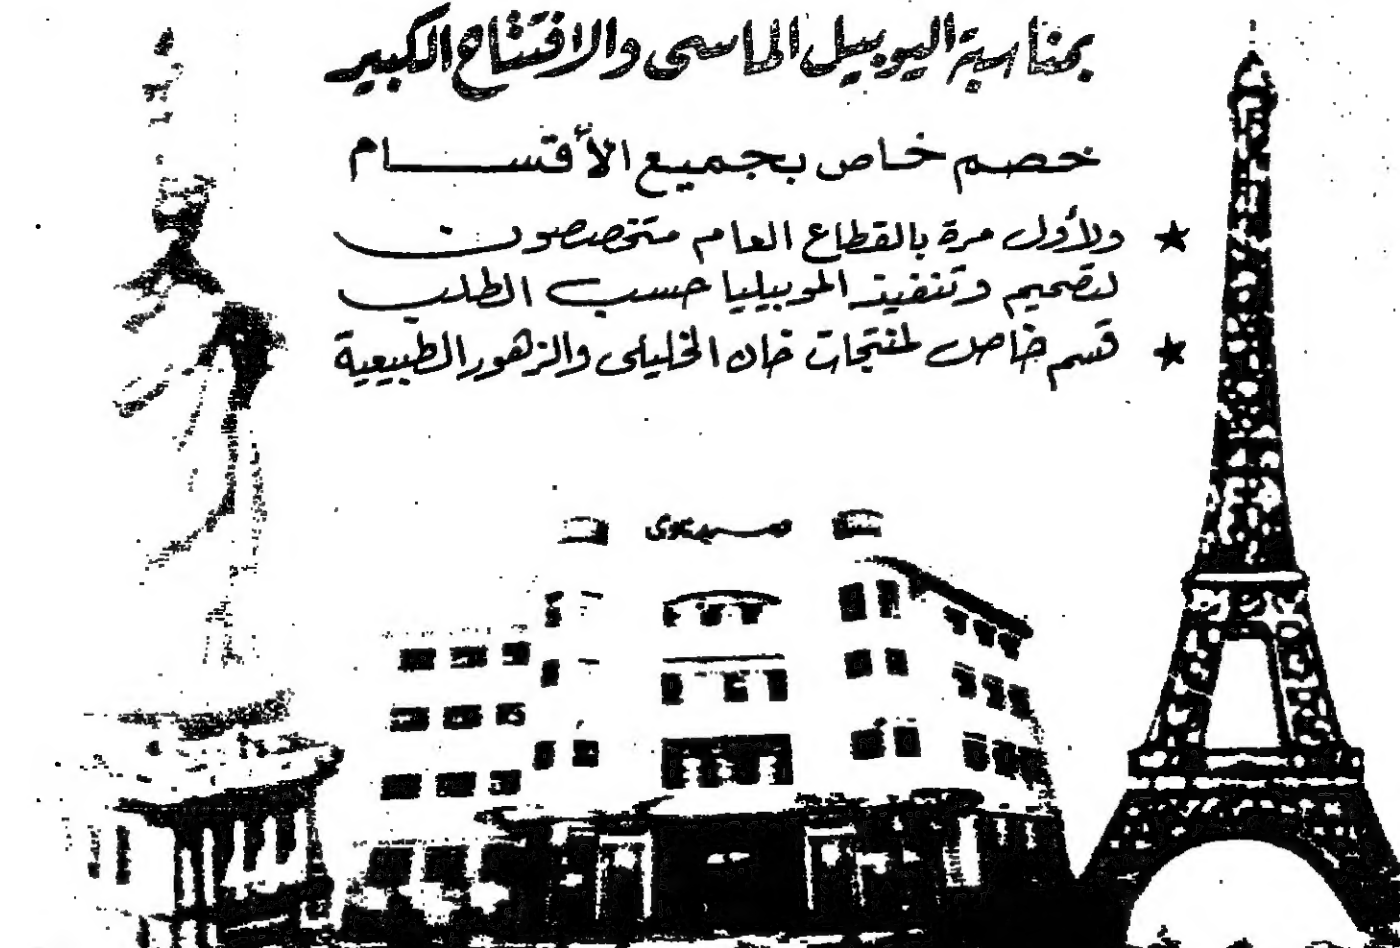 بمناسبة اليوبيل الماسى والافتتاح الكبير
خصم خاص بجميع الأقسام
★ ولأول مرة بالقطاع العام متخصصون
لتصميم وتنفيذ الموبيليا حسب الطلب
★ قسم خاص لمنتجات خان الخليلى والزهور الطبيعية